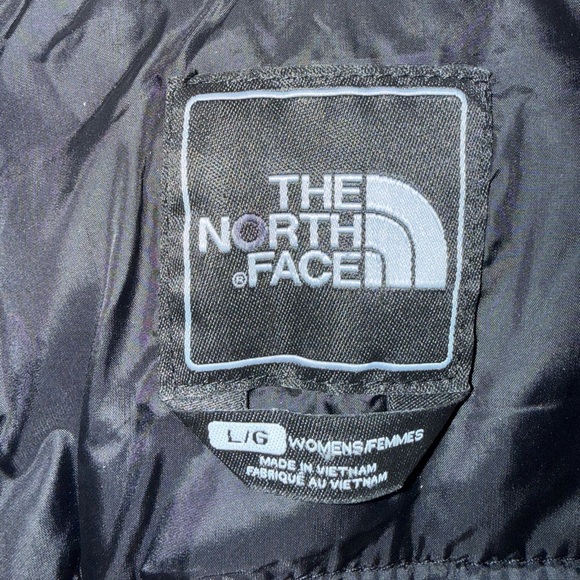 THE
NORTH
® FACE
L/G WOMENS/FEMMES
MADE IN VIETNAM
FABRIQUÉ AU VIETNAM